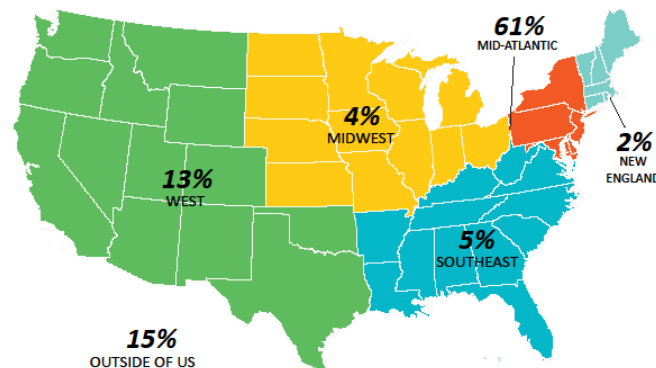 61%
MID-ATLANTIC
4%
MIDWEST
2%
NEW
ENGLAND
13%
WEST
5%
SOUTHEAST
15%
OUTSIDE OF US